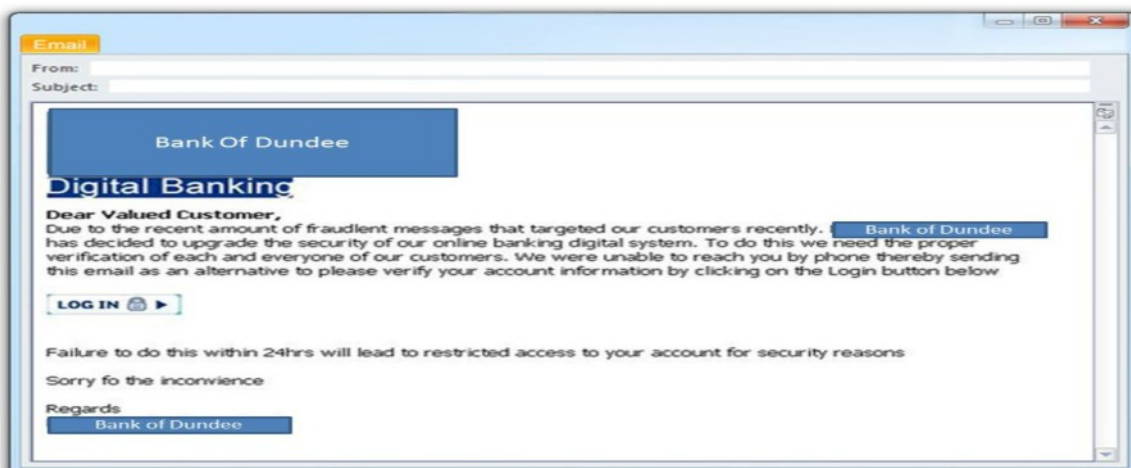 Email
From:
Subject:
Bank Of Dundee
Digital Banking
Dear Valued Customer,
Due to the recent amount of fraudlent messages that targeted our customers recently. Bank of Dundee
has decided to upgrade the security of our online banking digital system. To do this we need the proper
verification of each and everyone of our customers. We were unable to reach you by phone thereby sending
this email as an alternative to please verify your account information by clicking on the Login button below
LOG IN
Failure to do this within 24hrs will lead to restricted access to your account for security reasons
Sorry fo the inconvience
Regards
Bank of Dundee